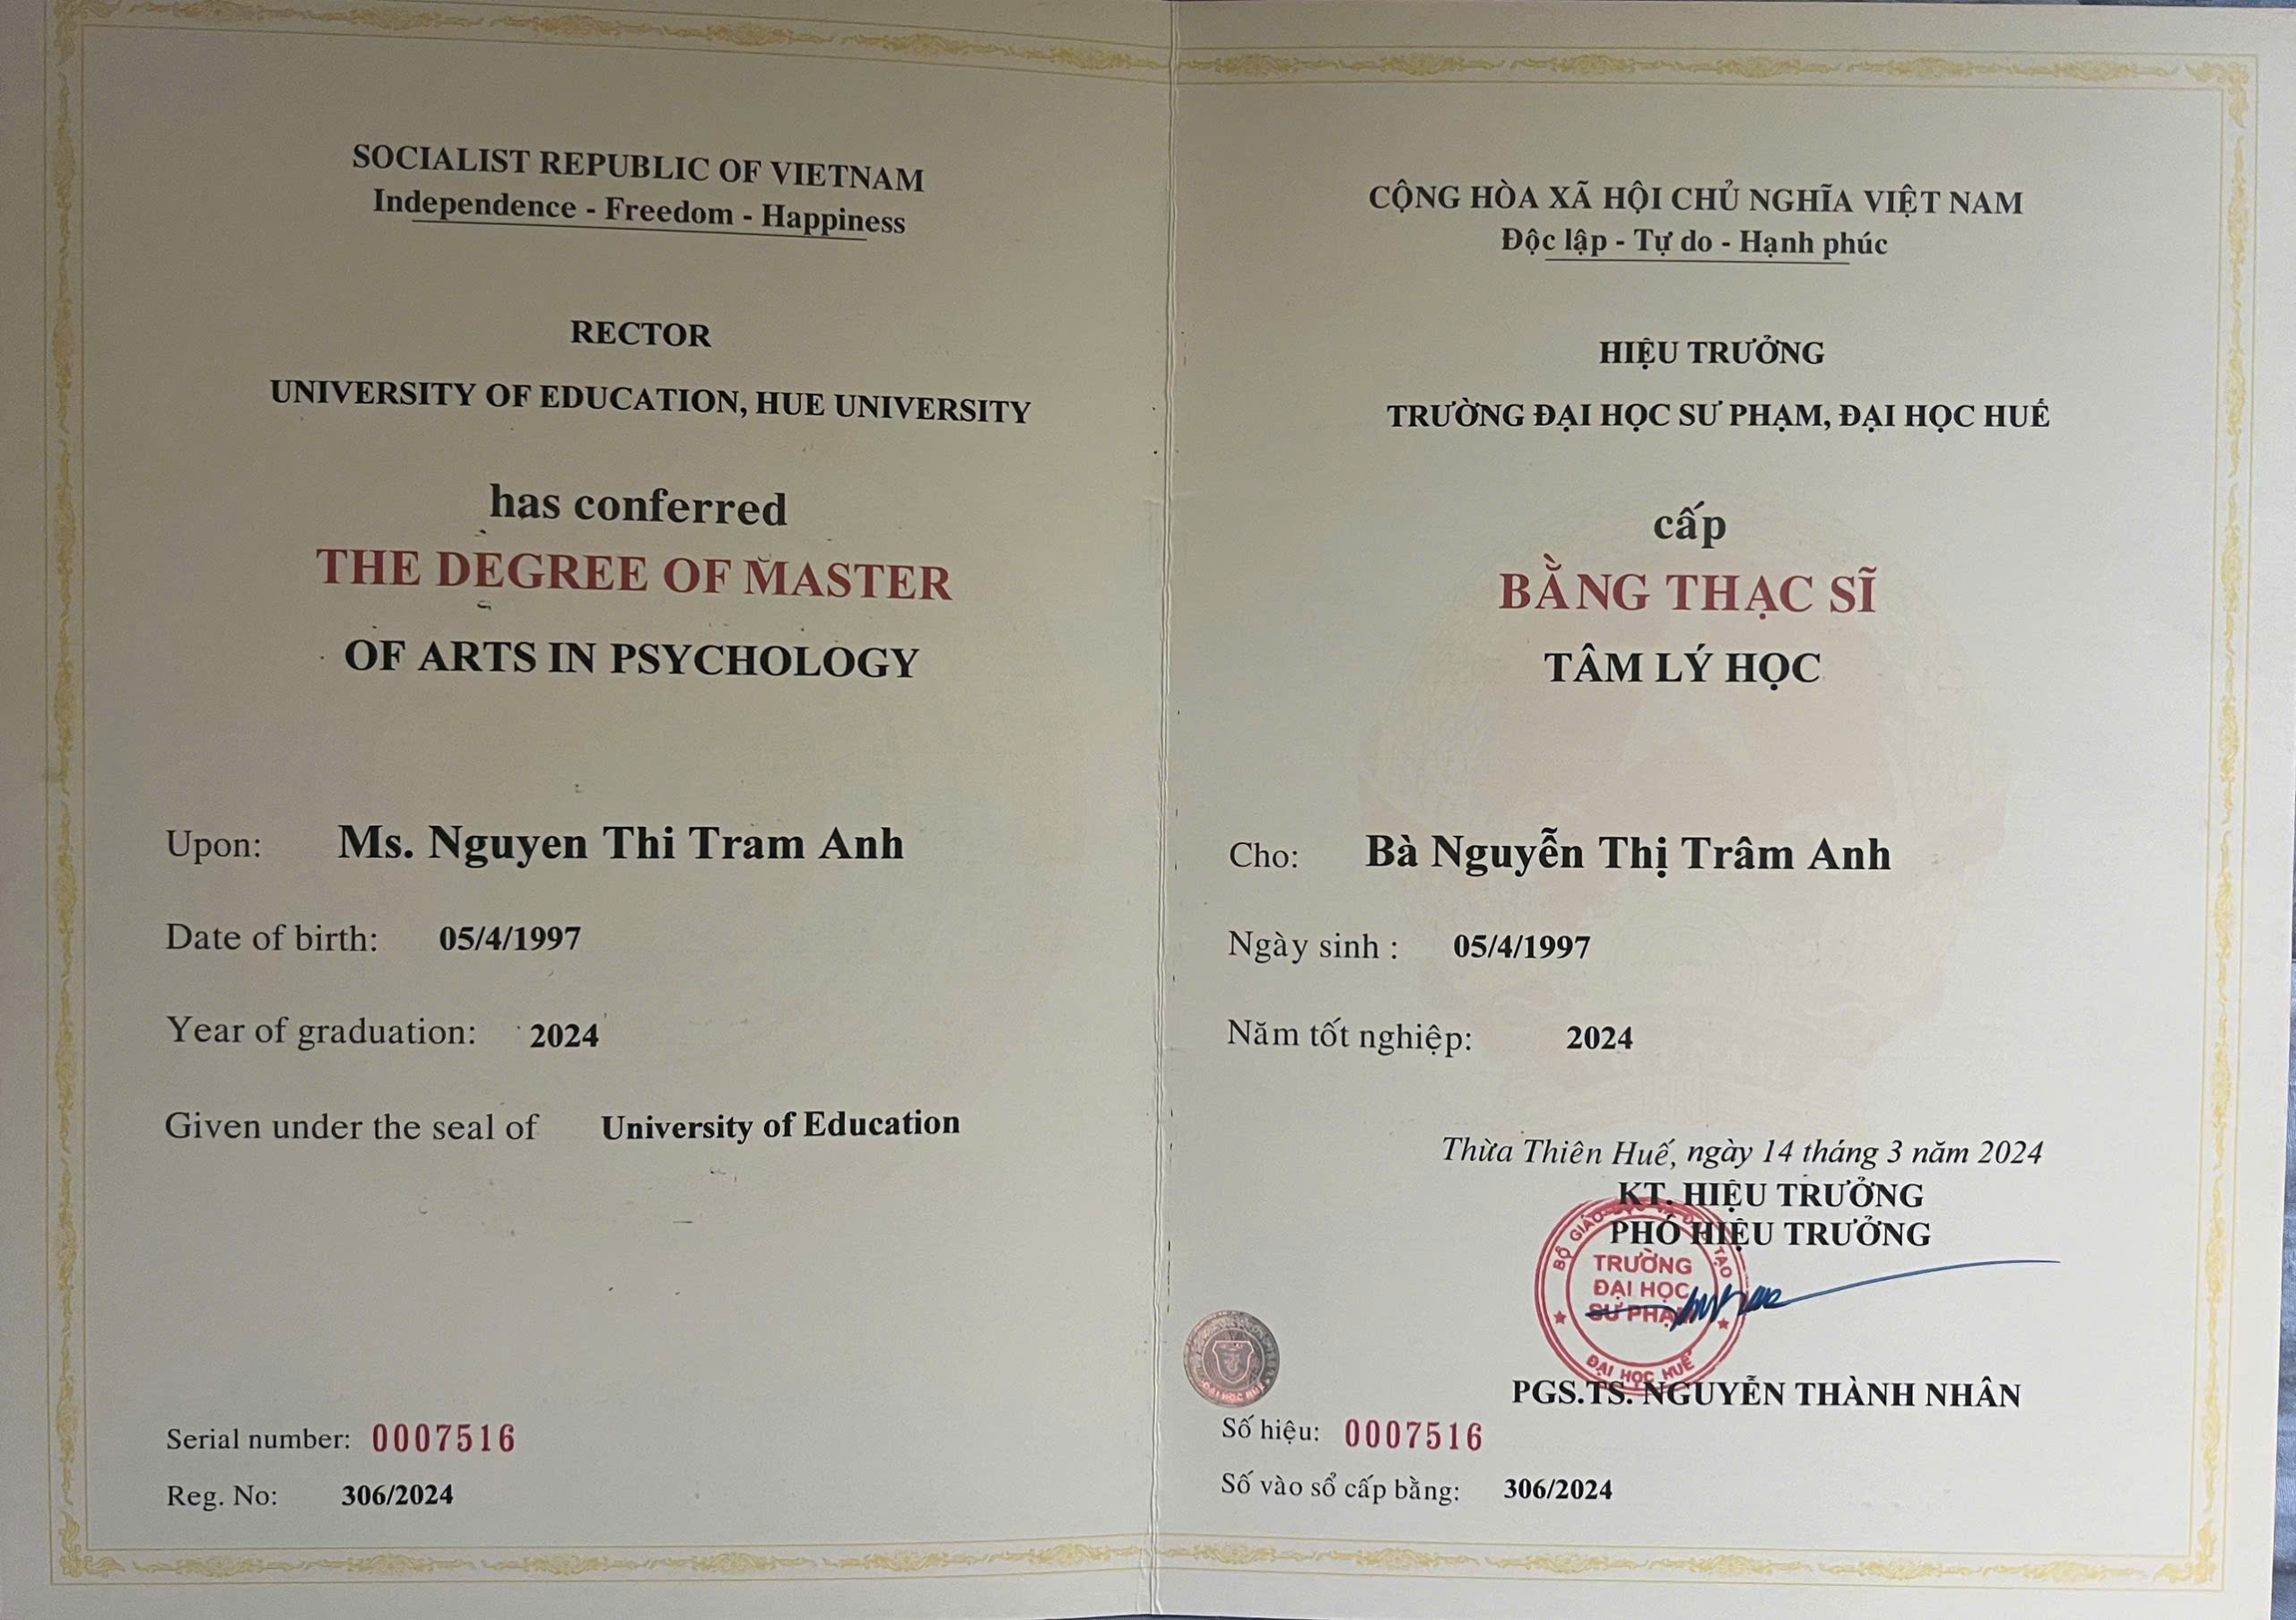 SOCIALIST REPUBLIC OF VIETNAM
Independence - Freedom - Happiness
RECTOR
UNIVERSITY OF EDUCATION, HUE UNIVERSITY
has conferred
THE DEGREE OF MASTER
OF ARTS IN PSYCHOLOGY
Upon: Ms. Nguyen Thi Tram Anh
Date of birth: 05/4/1997
Year of graduation: 2024
Given under the seal of University of Education
Serial number: 0007516
Reg. No: 306/2024
CỘNG HÒA XÃ HỘI CHỦ NGHĨA VIỆT NAM
Độc lập - Tự do - Hạnh phúc
HIỆU TRƯỞNG
TRƯỜNG ĐẠI HỌC SƯ PHẠM, ĐẠI HỌC HUẾ
cấp
BẰNG THẠC SĨ
TÂM LÝ HỌC
Cho: Bà Nguyễn Thị Trâm Anh
Ngày sinh : 05/4/1997
Năm tốt nghiệp: 2024
Thừa Thiên Huế, ngày 14 tháng 3 năm 2024
KT. HIỆU TRƯỞNG
PHÓ HIỆU TRƯỞNG
BỘ GIÁO DỤC VÀ ĐÀO TẠO
TRƯỜNG
ĐẠI HỌC
SƯ PHẠM
ĐẠI HỌC HUẾ
PGS.TS. NGUYỄN THÀNH NHÂN
Số hiệu: 0007516
Số vào sổ cấp bằng: 306/2024